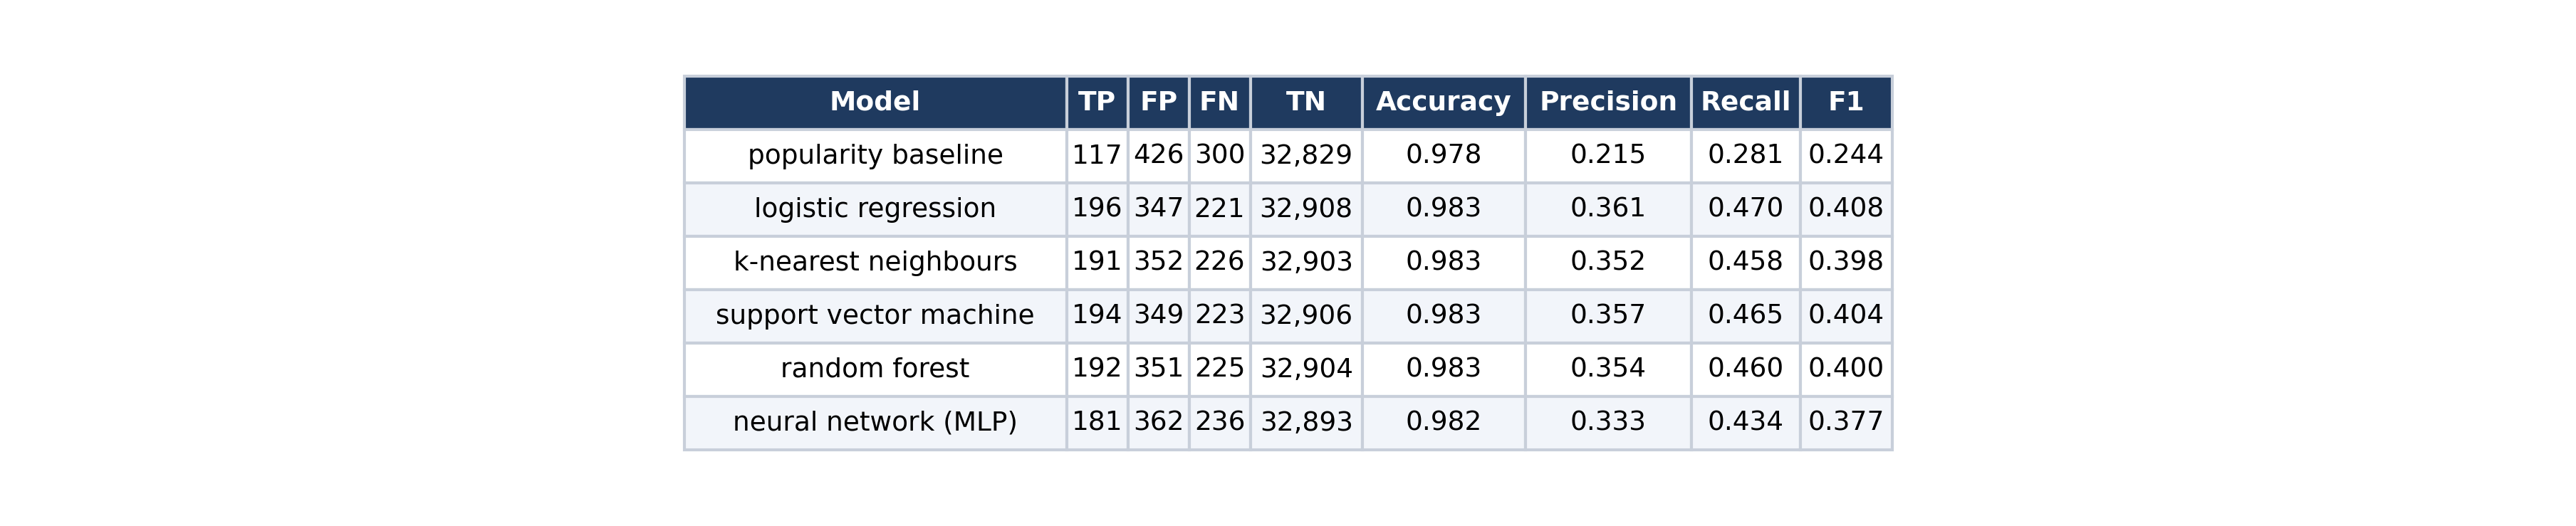 Model TP FP FN TN Accuracy Precision Recall F1
popularity baseline 117 426 300 32,829 0.978 0.215 0.281 0.244
logistic regression 196 347 221 32,908 0.983 0.361 0.470 0.408
k-nearest neighbours 191 352 226 32,903 0.983 0.352 0.458 0.398
support vector machine 194 349 223 32,906 0.983 0.357 0.465 0.404
random forest 192 351 225 32,904 0.983 0.354 0.460 0.400
neural network (MLP) 181 362 236 32,893 0.982 0.333 0.434 0.377